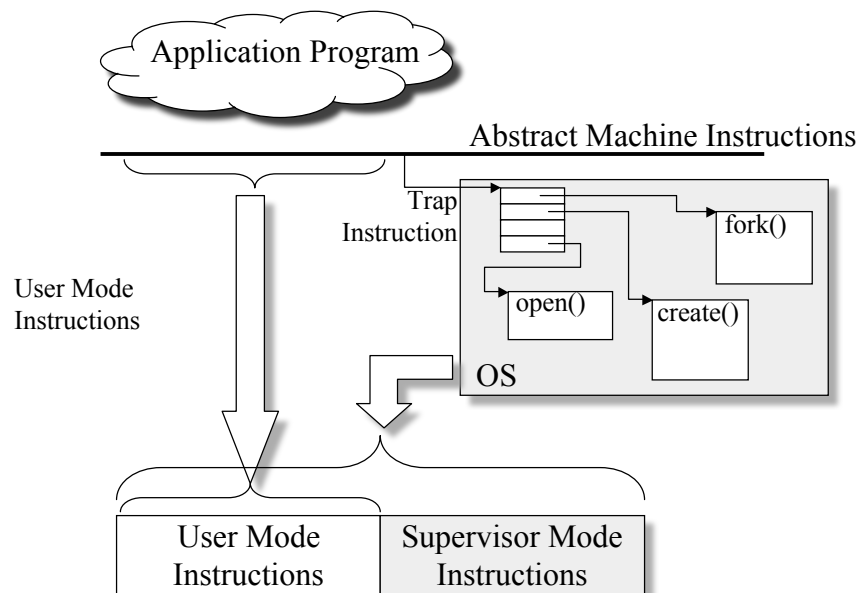 Application Program
Abstract Machine Instructions
Trap
Instruction
fork()
User Mode
Instructions
open()
create()
OS
User Mode
Instructions
Supervisor Mode
Instructions